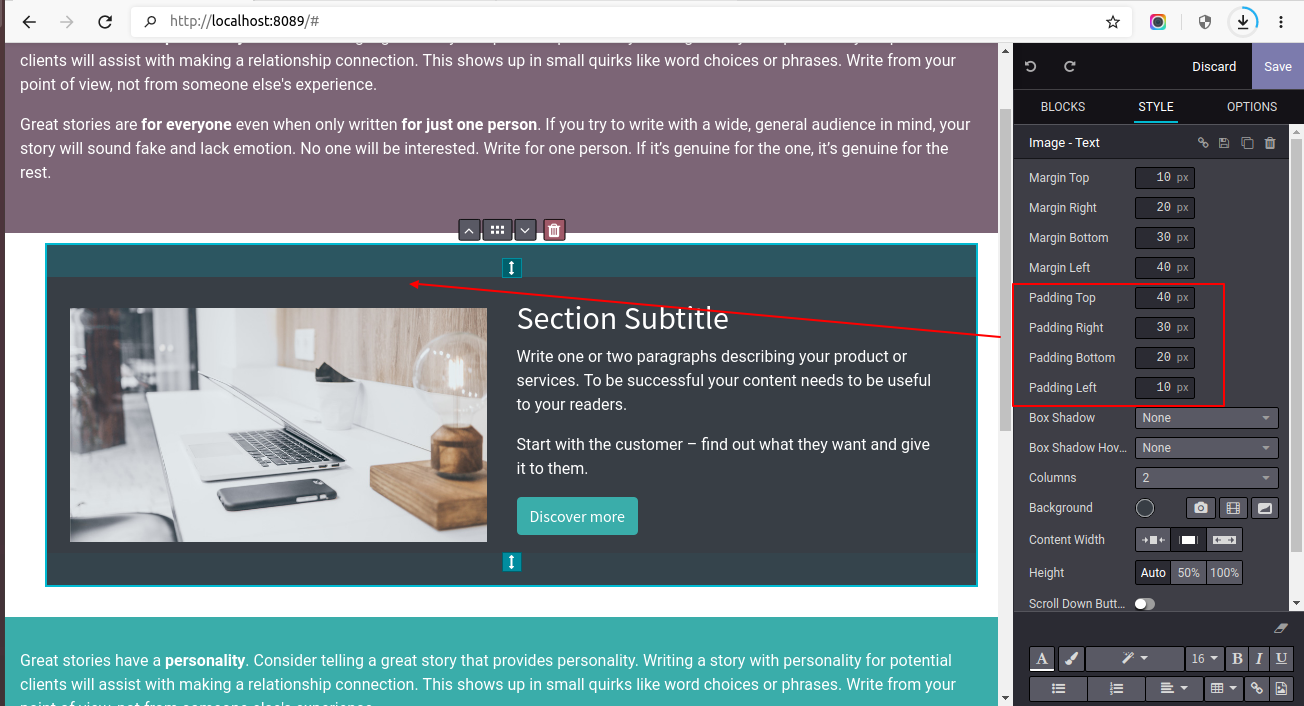 http://localhost:8089/#
clients will assist with making a relationship connection. This shows up in small quirks like word choices or phrases. Write from your
point of view, not from someone else's experience.
Great stories are for everyone even when only written for just one person. If you try to write with a wide, general audience in mind, your
story will sound fake and lack emotion. No one will be interested. Write for one person. If it’s genuine for the one, it’s genuine for the
rest.
Section Subtitle
Write one or two paragraphs describing your product or
services. To be successful your content needs to be useful
to your readers.
Start with the customer – find out what they want and give
it to them.
Discover more
Great stories have a personality. Consider telling a great story that provides personality. Writing a story with personality for potential
clients will assist with making a relationship connection. This shows up in small quirks like word choices or phrases. Write from your
point of view, not from someone else's experience.
Discard Save
BLOCKS STYLE OPTIONS
Image - Text
Margin Top 10 px
Margin Right 20 px
Margin Bottom 30 px
Margin Left 40 px
Padding Top 40 px
Padding Right 30 px
Padding Bottom 20 px
Padding Left 10 px
Box Shadow None
Box Shadow Hov... None
Columns 2
Background
Content Width
Height Auto 50% 100%
Scroll Down Butt...
A 16 B I U